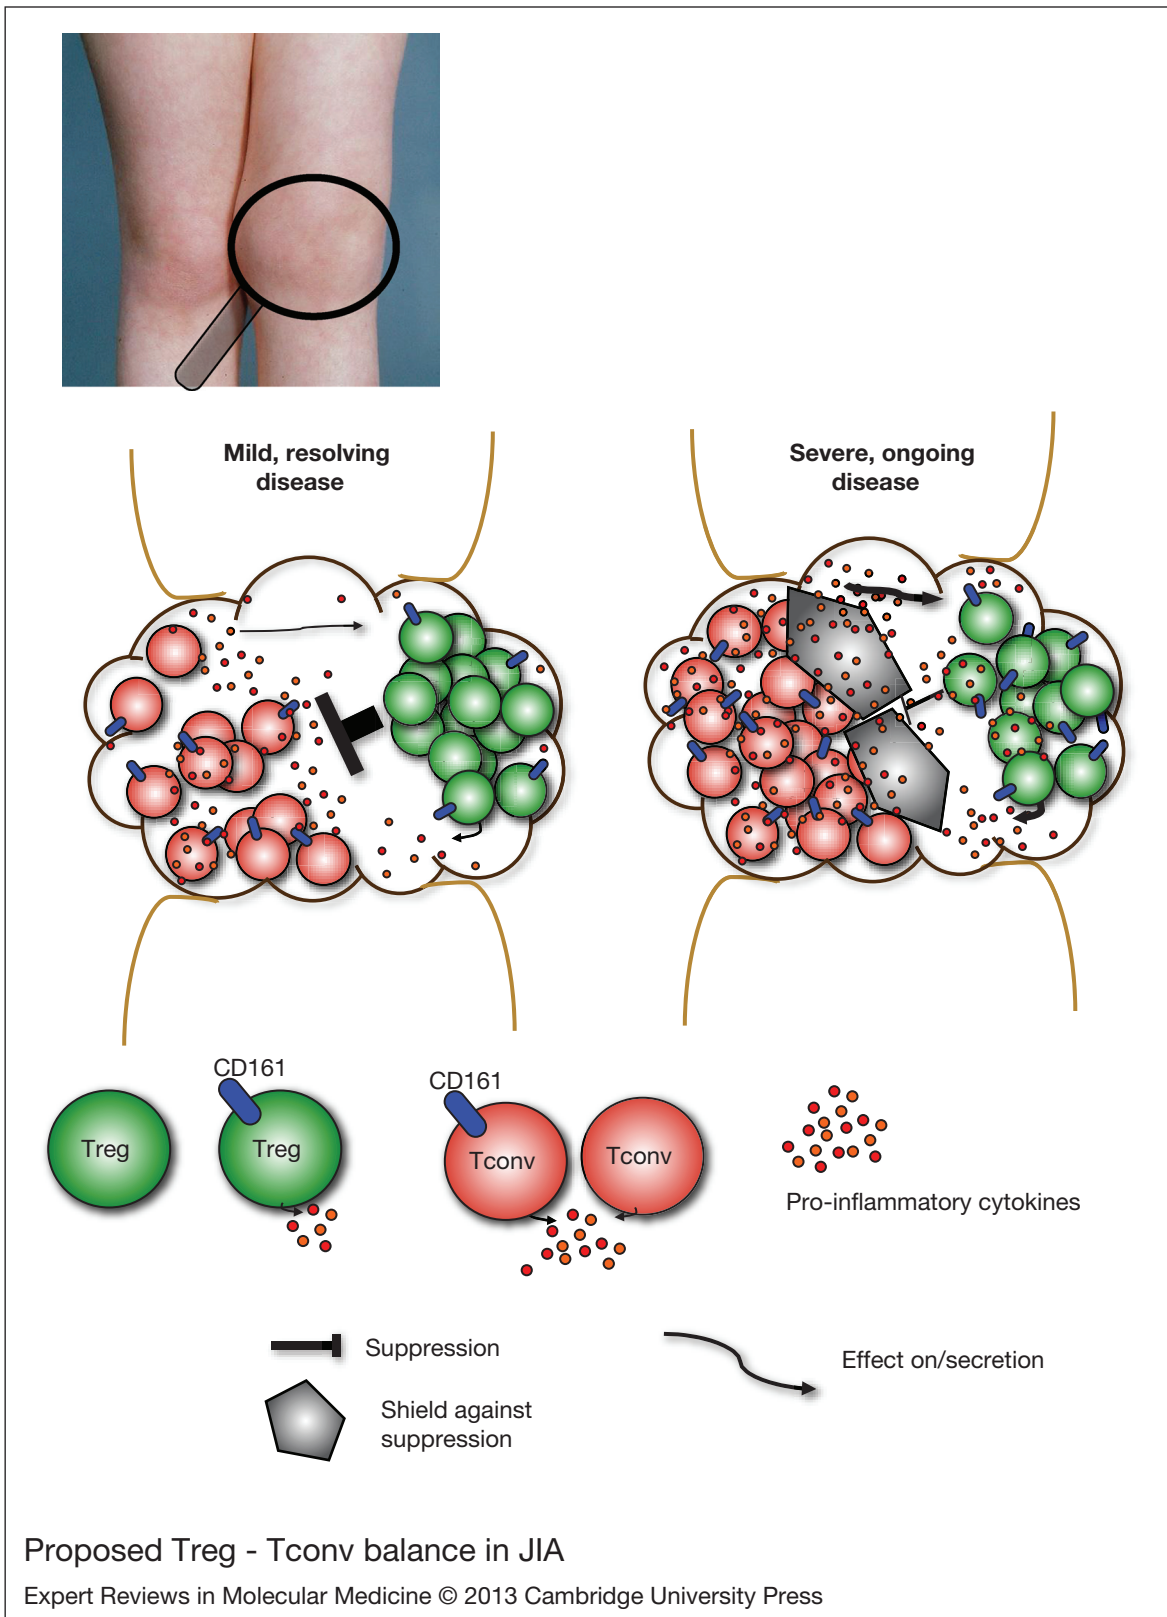 Mild, resolving
disease
Severe, ongoing
disease
CD161
CD161
Treg
Treg
Tconv
Tconv
Pro-inflammatory cytokines
Suppression
Effect on/secretion
Shield against
suppression
Proposed Treg - Tconv balance in JIA
Expert Reviews in Molecular Medicine © 2013 Cambridge University Press